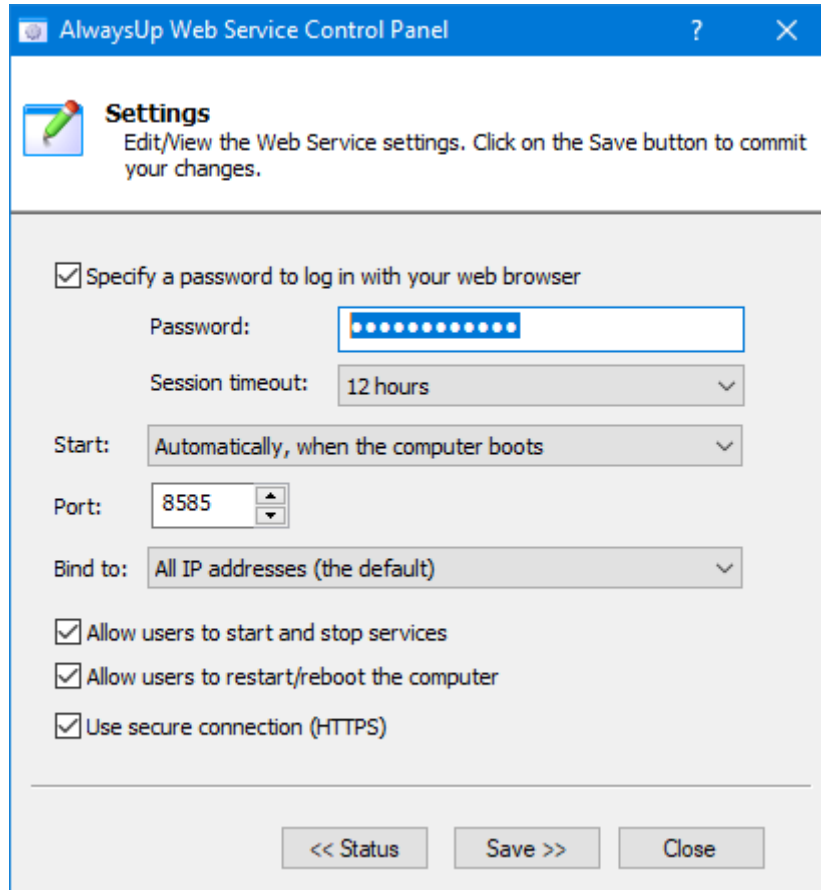 AlwaysUp Web Service Control Panel
Settings
Edit/View the Web Service settings. Click on the Save button to commit
your changes.
Specify a password to log in with your web browser
Password: ●●●●●●●●●●●●
Session timeout: 12 hours
Start: Automatically, when the computer boots
Port: 8585
Bind to: All IP addresses (the default)
Allow users to start and stop services
Allow users to restart/reboot the computer
Use secure connection (HTTPS)
<< Status Save >> Close